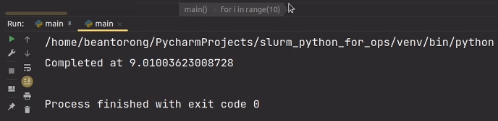 main() > for i in range(10)
Run: main main
/home/beantorong/PycharmProjects/slurm_python_for_ops/venv/bin/python
Completed at 9.01003623008728
Process finished with exit code 0